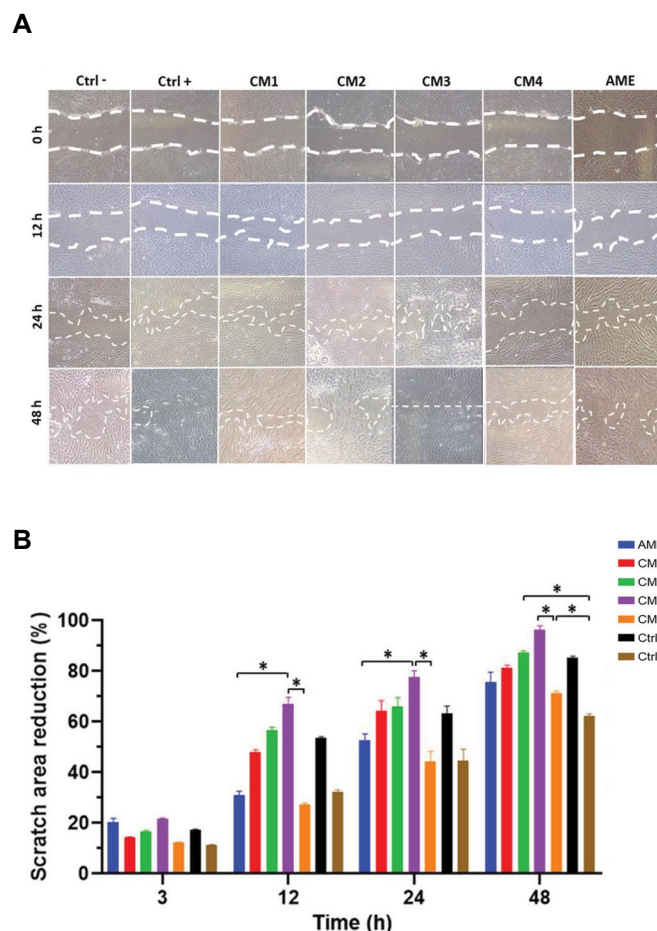 A
Ctrl - Ctrl + CM1 CM2 CM3 CM4 AME
0 h
12 h
24 h
48 h
B
AM
CM
CM
CM
CM
Ctrl
Ctrl
100
80
60
40
20
0
Scratch area reduction (%)
* * * * * * *
3 12 24 48
Time (h)